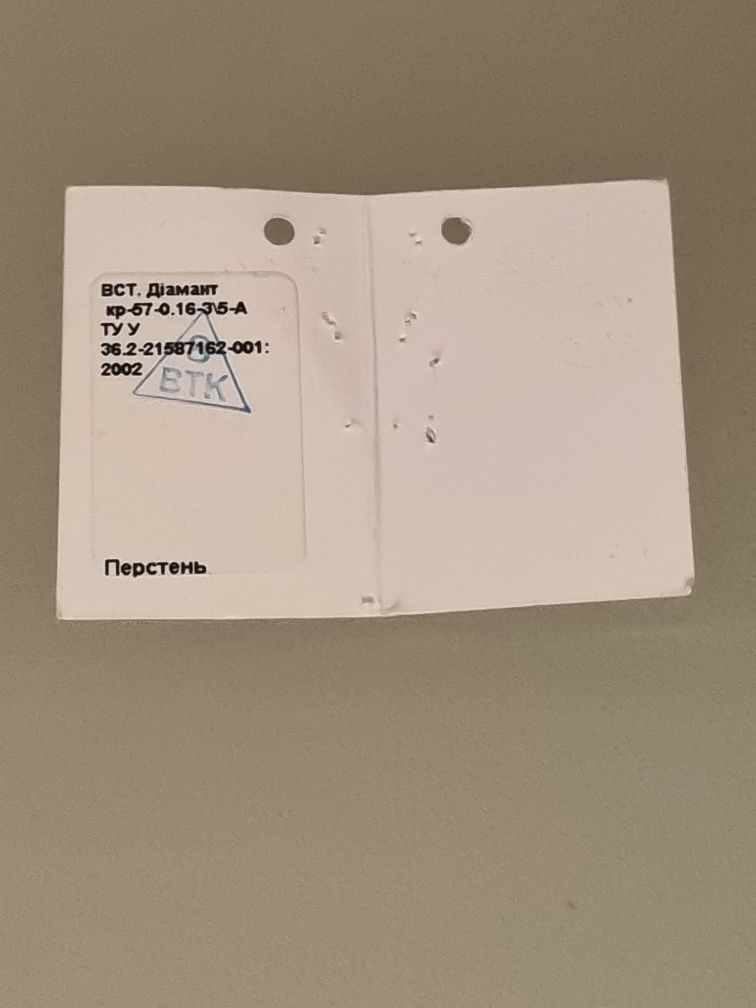 ВСТ. Діамант
кр-57-0.16-3\5-А
ТУ У
36.2-21587162-001:
2002
ВТК
Перстень